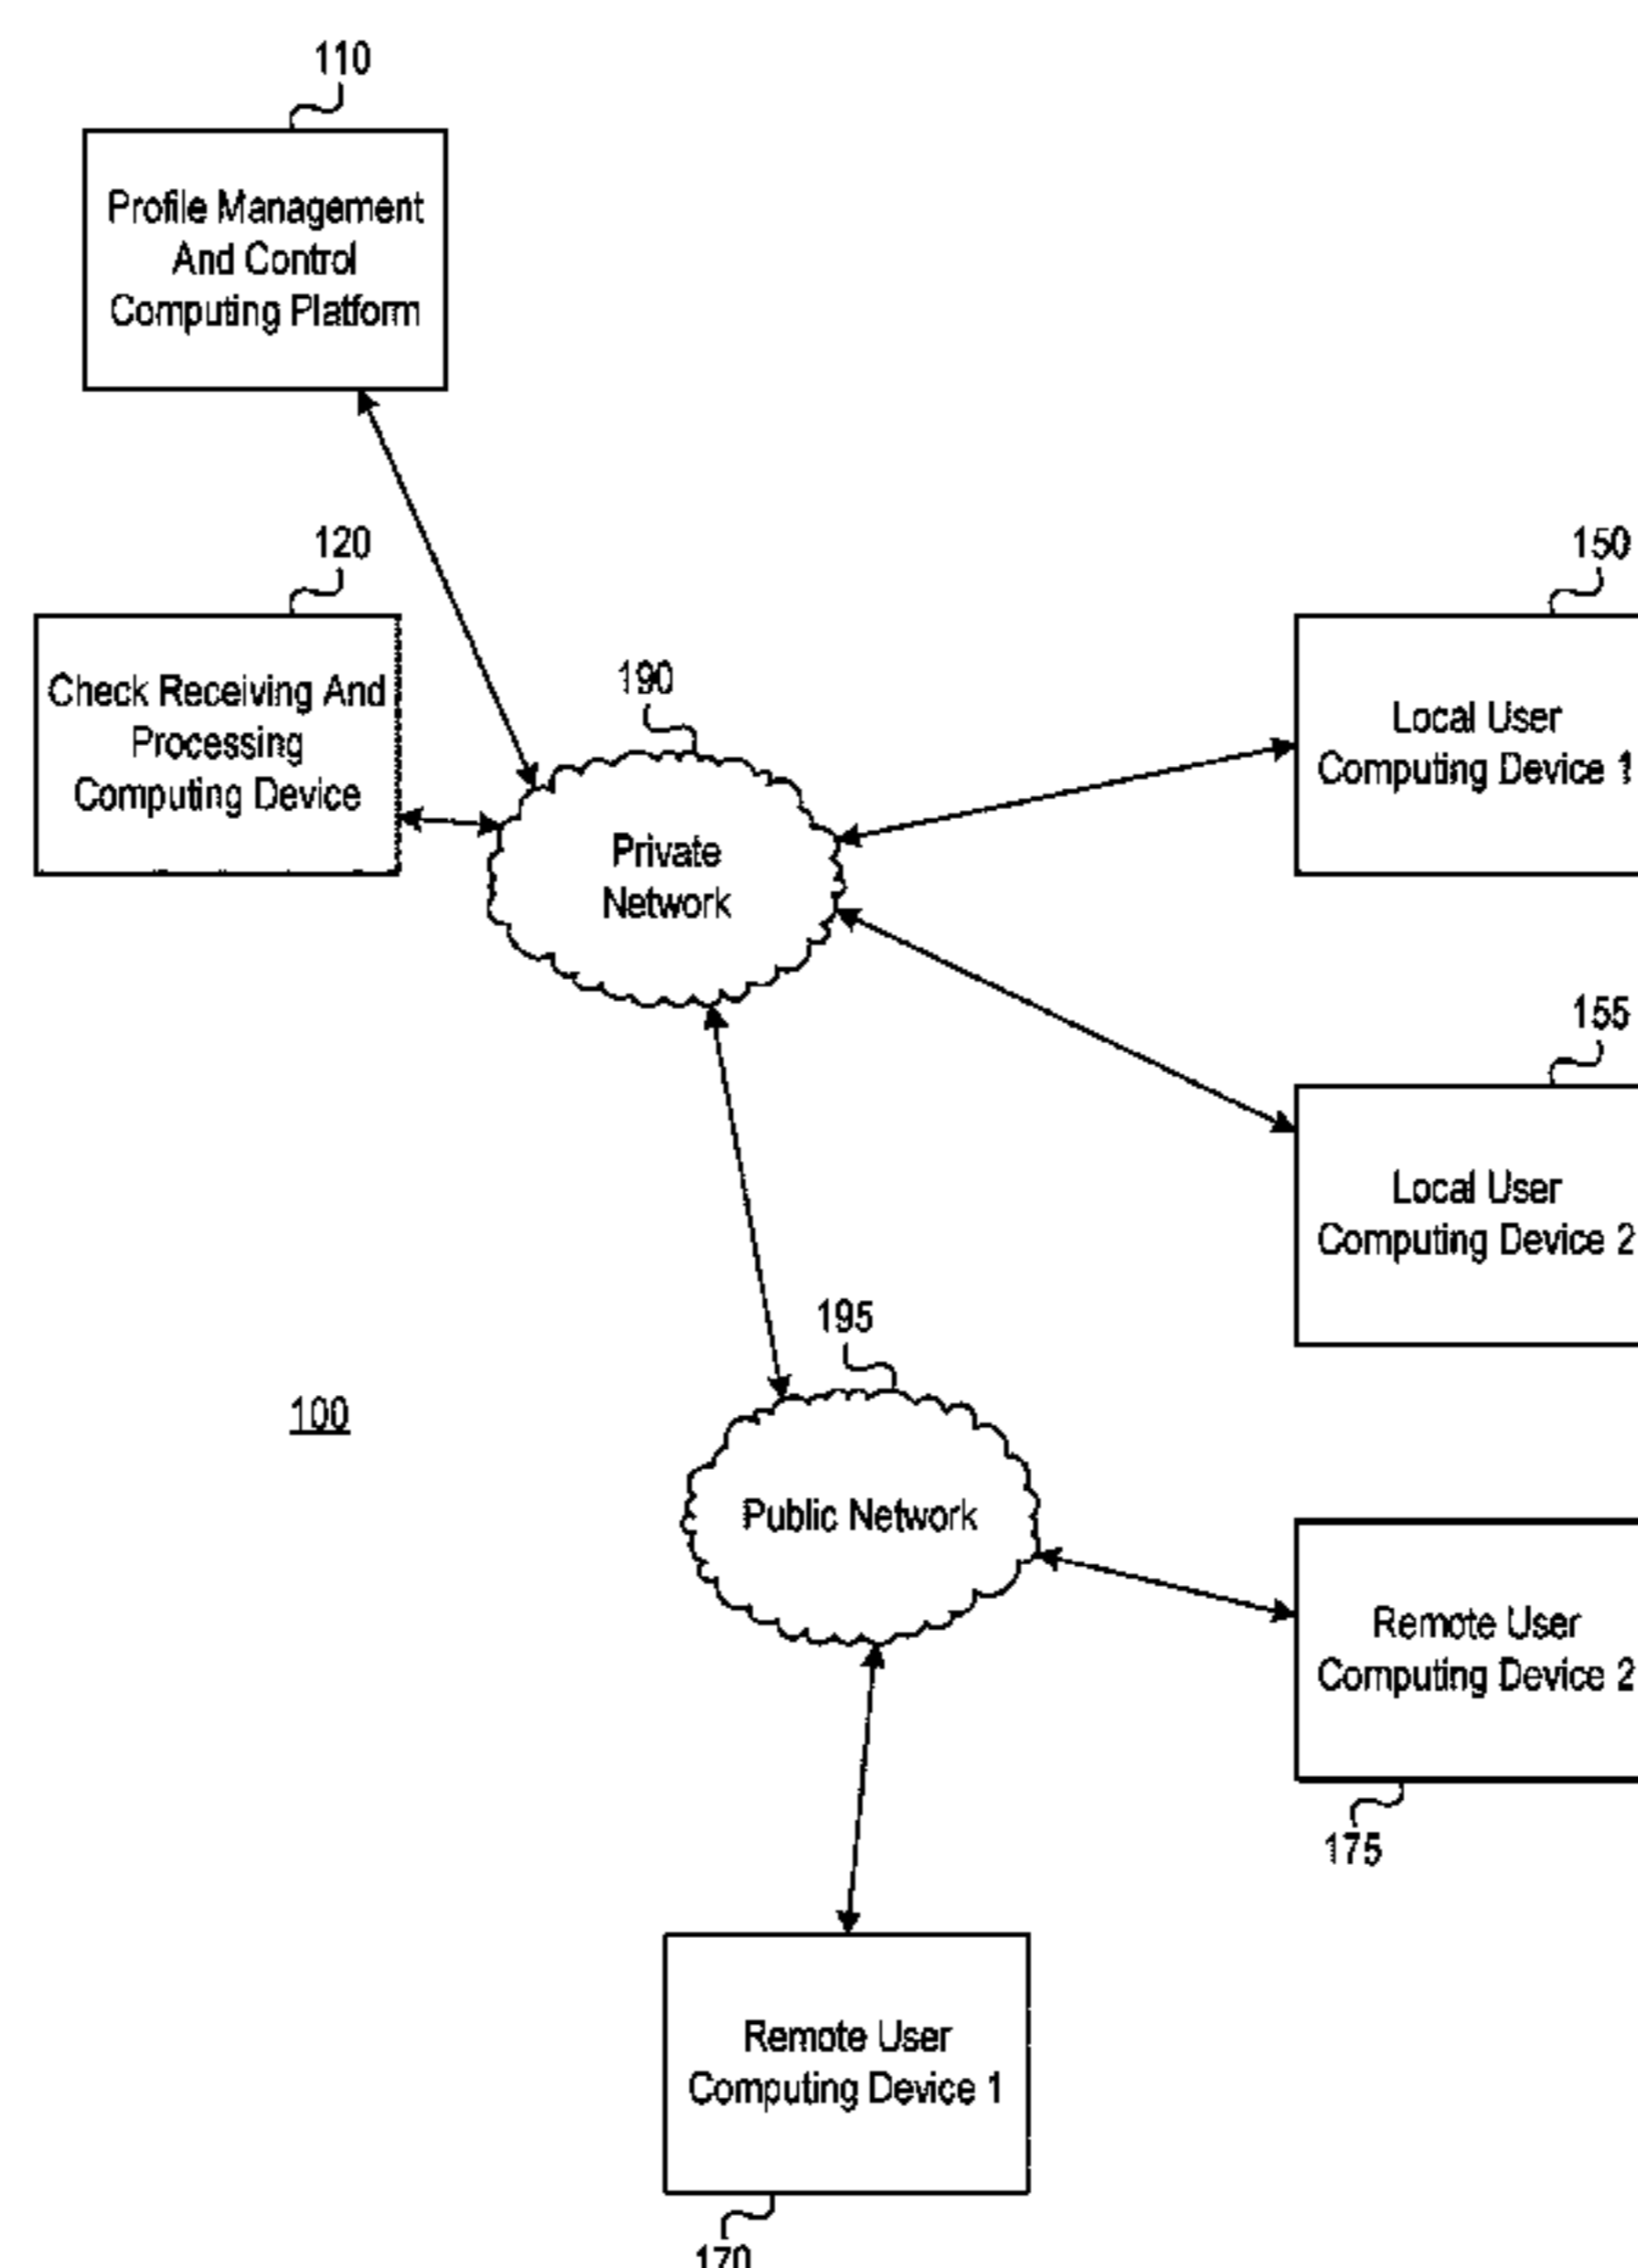 110
Profile Management
And Control
Computing Platform
120
Check Receiving And
Processing
Computing Device
190
Private
Network
150
Local User
Computing Device 1
155
Local User
Computing Device 2
195
100
Public Network
Remote User
Computing Device 2
175
Remote User
Computing Device 1
170